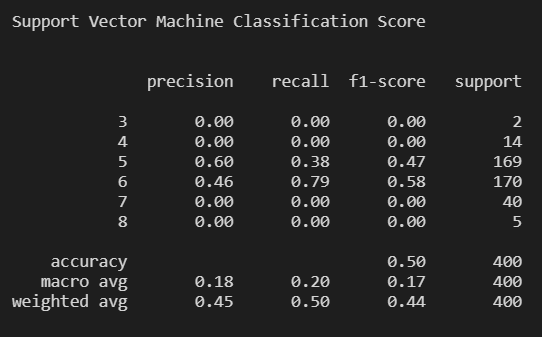 Support Vector Machine Classification Score
precision recall f1-score support
3 0.00 0.00 0.00 2
4 0.00 0.00 0.00 14
5 0.60 0.38 0.47 169
6 0.46 0.79 0.58 170
7 0.00 0.00 0.00 40
8 0.00 0.00 0.00 5
accuracy 0.50 400
macro avg 0.18 0.20 0.17 400
weighted avg 0.45 0.50 0.44 400